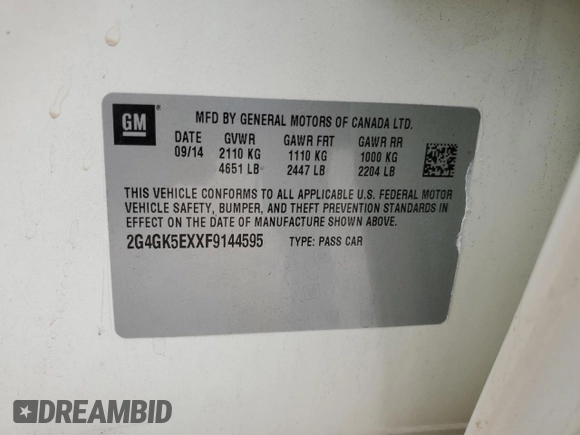 GM
MFD BY GENERAL MOTORS OF CANADA LTD.
DATE GVWR GAWR FRT GAWR RR
09/14 2110 KG 1110 KG 1000 KG
4651 LB 2447 LB 2204 LB
THIS VEHICLE CONFORMS TO ALL APPLICABLE U.S. FEDERAL MOTOR
VEHICLE SAFETY, BUMPER, AND THEFT PREVENTION STANDARDS IN
EFFECT ON THE DATE OF MANUFACTURE SHOWN ABOVE.
2G4GK5EXXF9144595 TYPE: PASS CAR
DREAMBID